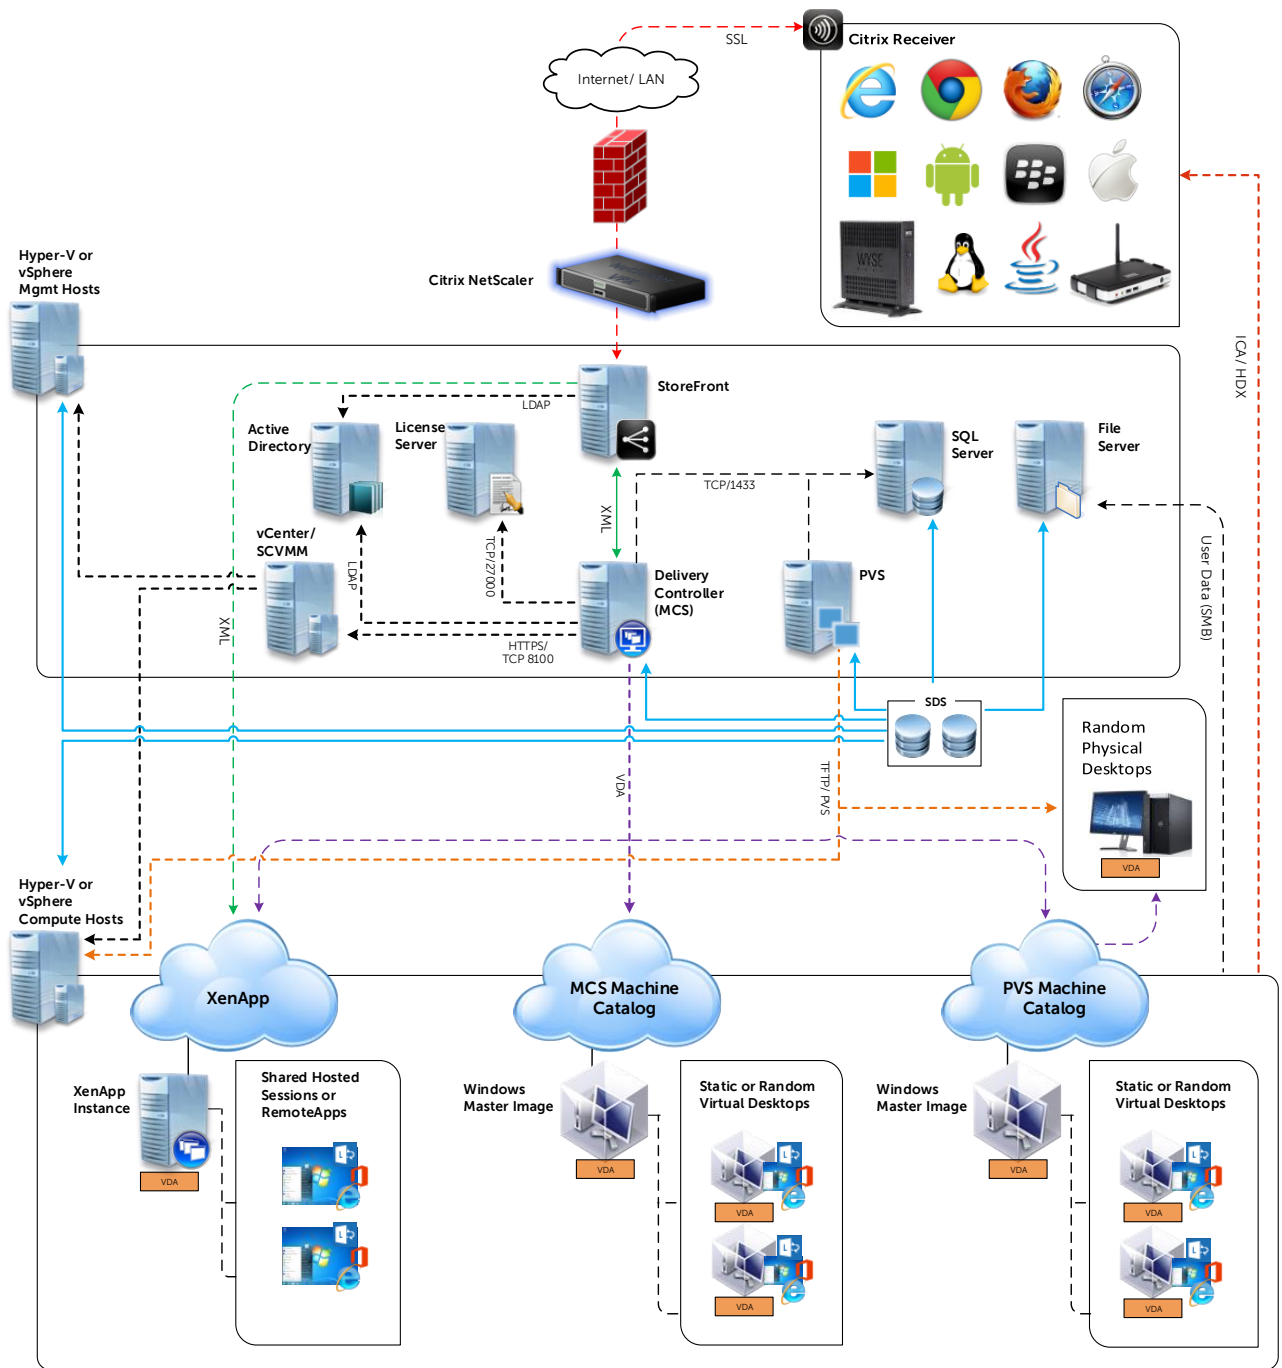 SSL
Citrix Receiver
Internet/ LAN
WYSE
Hyper-V or
vSphere
Mgmt Hosts
Citrix NetScaler
ICA / HDX
StoreFront
LDAP
Active
Directory
License
Server
SQL
Server
File
Server
TCP/1433
XML
vCenter/
SCVMM
TCP/27000
LDAP
Delivery
Controller
(MCS)
PVS
User Data (SMB)
XML
HTTPS/
TCP 8100
SDS
Random
Physical
Desktops
VDA
TFTP/ PVS
VDA
Hyper-V or
vSphere
Compute Hosts
XenApp
MCS Machine
Catalog
PVS Machine
Catalog
XenApp
Instance
VDA
Shared Hosted
Sessions or
RemoteApps
L
L
Windows
Master Image
VDA
Static or Random
Virtual Desktops
L
VDA
L
VDA
Windows
Master Image
VDA
Static or Random
Virtual Desktops
L
VDA
L
VDA